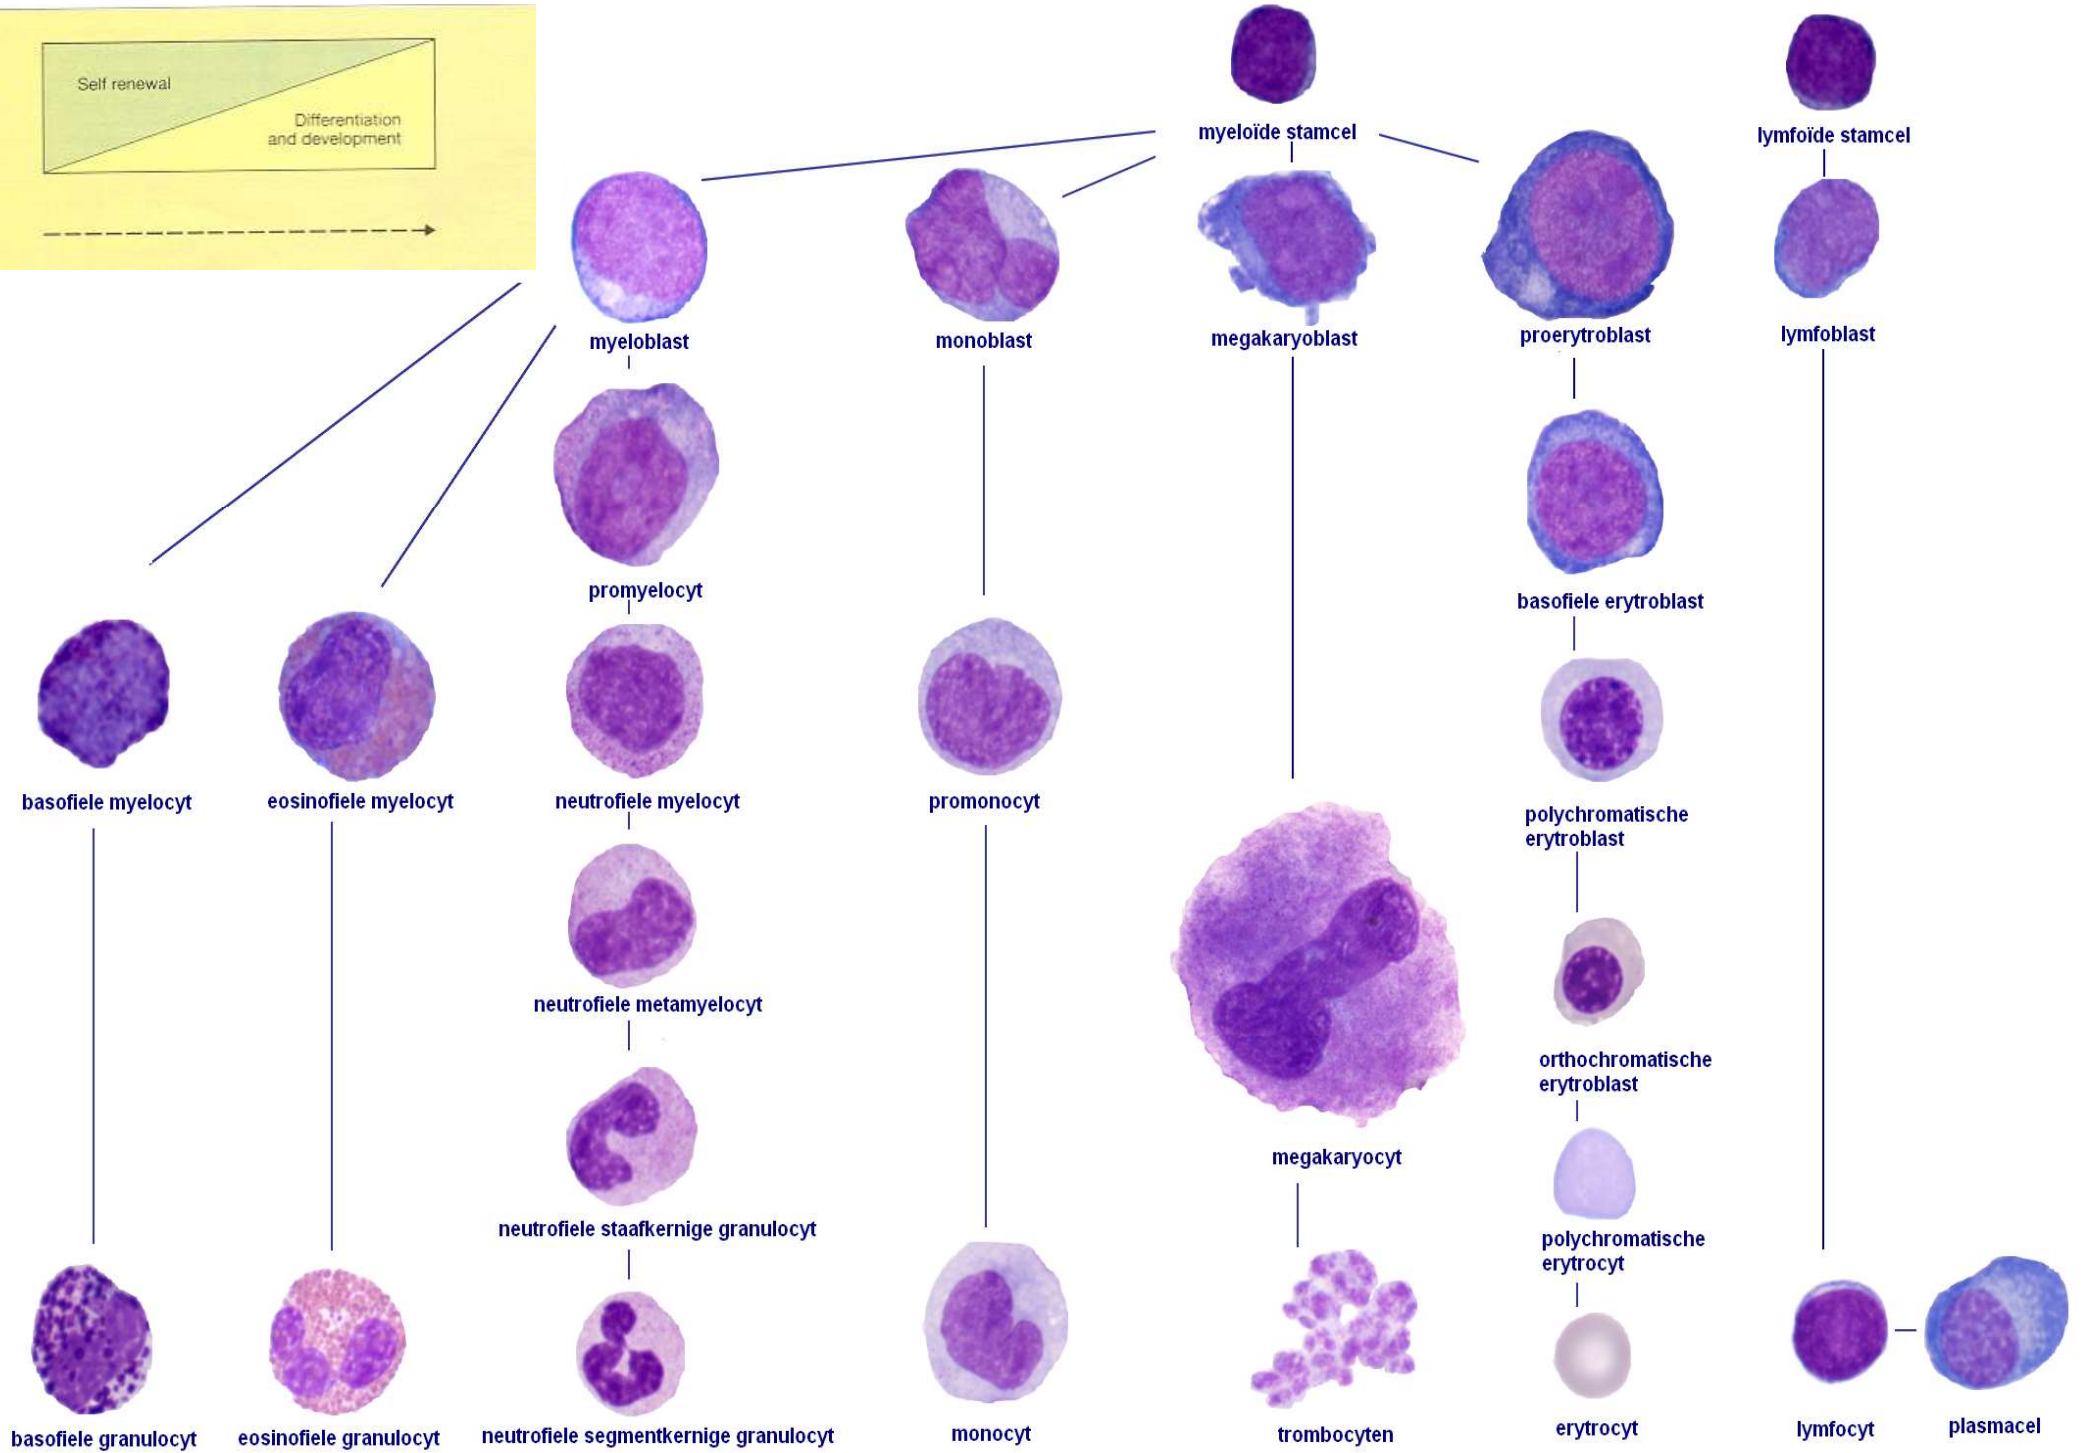 Self renewal
Differentiation
and development
myeloïde stamcel
lymfoïde stamcel
myeloblast
monoblast
megakaryoblast
proerytroblast
lymfoblast
promyelocyt
basofiele erytroblast
basofiele myelocyt
eosinofiele myelocyt
neutrofiele myelocyt
promonocyt
polychromatische
erytroblast
neutrofiele metamyelocyt
orthochromatische
erytroblast
megakaryocyt
neutrofiele staafkernige granulocyt
polychromatische
erytrocyt
basofiele granulocyt
eosinofiele granulocyt
neutrofiele segmentkernige granulocyt
monocyt
trombocyten
erytrocyt
lymfocyt
plasmacel